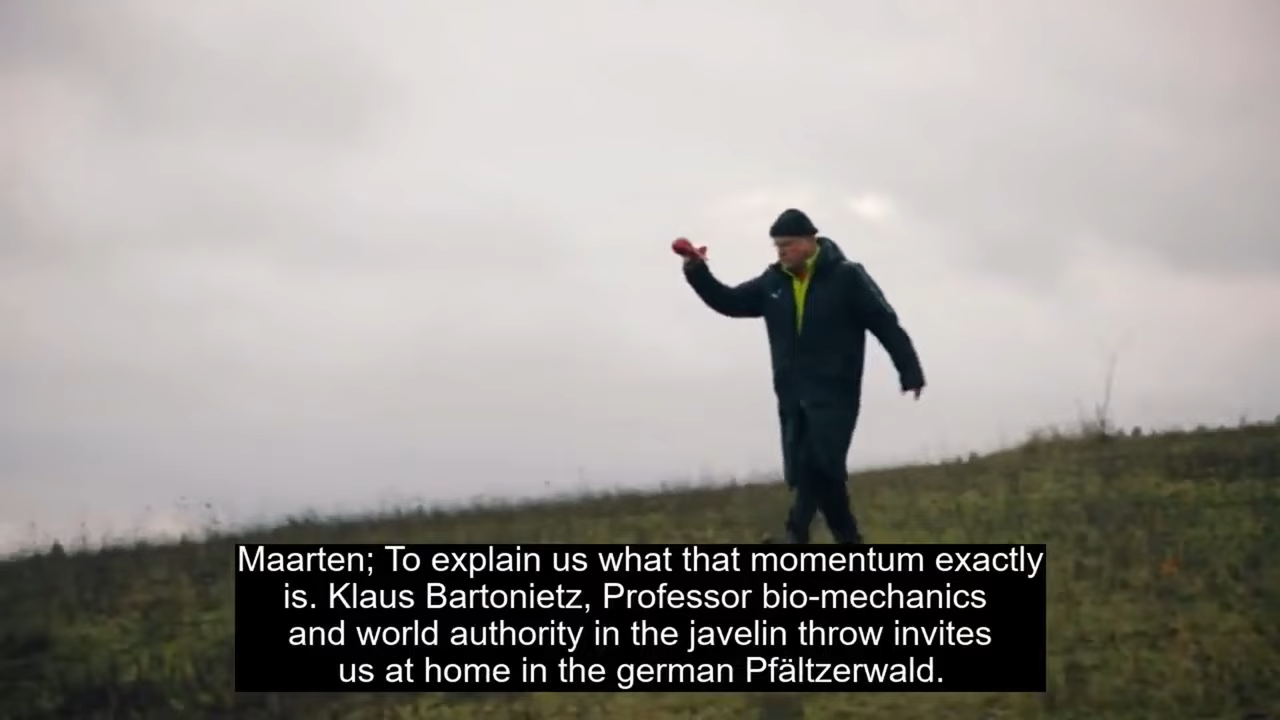 Maarten; To explain us what that momentum exactly
is. Klaus Bartonietz, Professor bio-mechanics
and world authority in the javelin throw invites
us at home in the german Pfältzerwald.